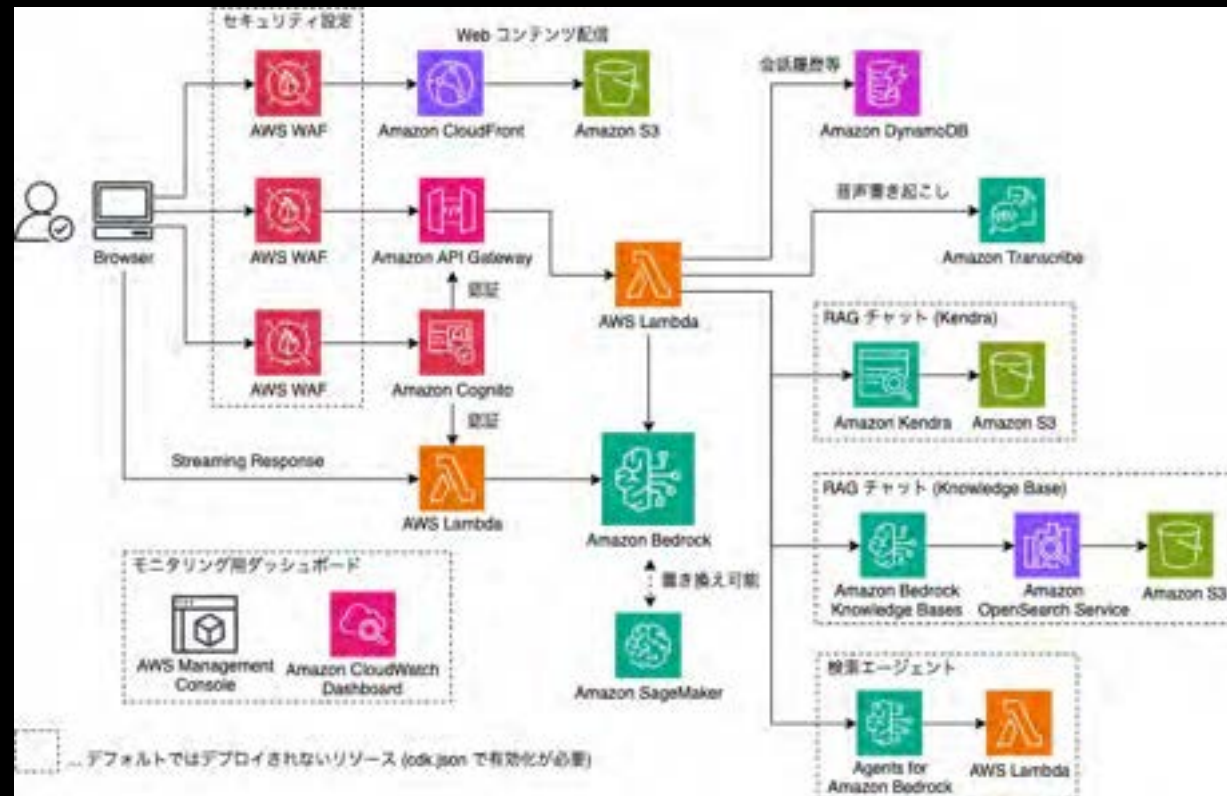 セキュリティ設定
Web コンテンツ配信
会話履歴等
AWS WAF
Amazon CloudFront
Amazon S3
Amazon DynamoDB
音声書き起こし
Browser
AWS WAF
Amazon API Gateway
Amazon Transcribe
認証
AWS Lambda
RAG チャット (Kendra)
AWS WAF
Amazon Cognito
Amazon Kendra
Amazon S3
認証
Streaming Response
AWS Lambda
Amazon Bedrock
RAG チャット (Knowledge Base)
モニタリング用ダッシュボード
置き換え可能
Amazon Bedrock
Knowledge Bases
Amazon
OpenSearch Service
Amazon S3
AWS Management
Console
Amazon CloudWatch
Dashboard
Amazon SageMaker
検索エージェント
Agents for
Amazon Bedrock
AWS Lambda
... デフォルトではデプロイされないリソース (cdk.json で有効化が必要)